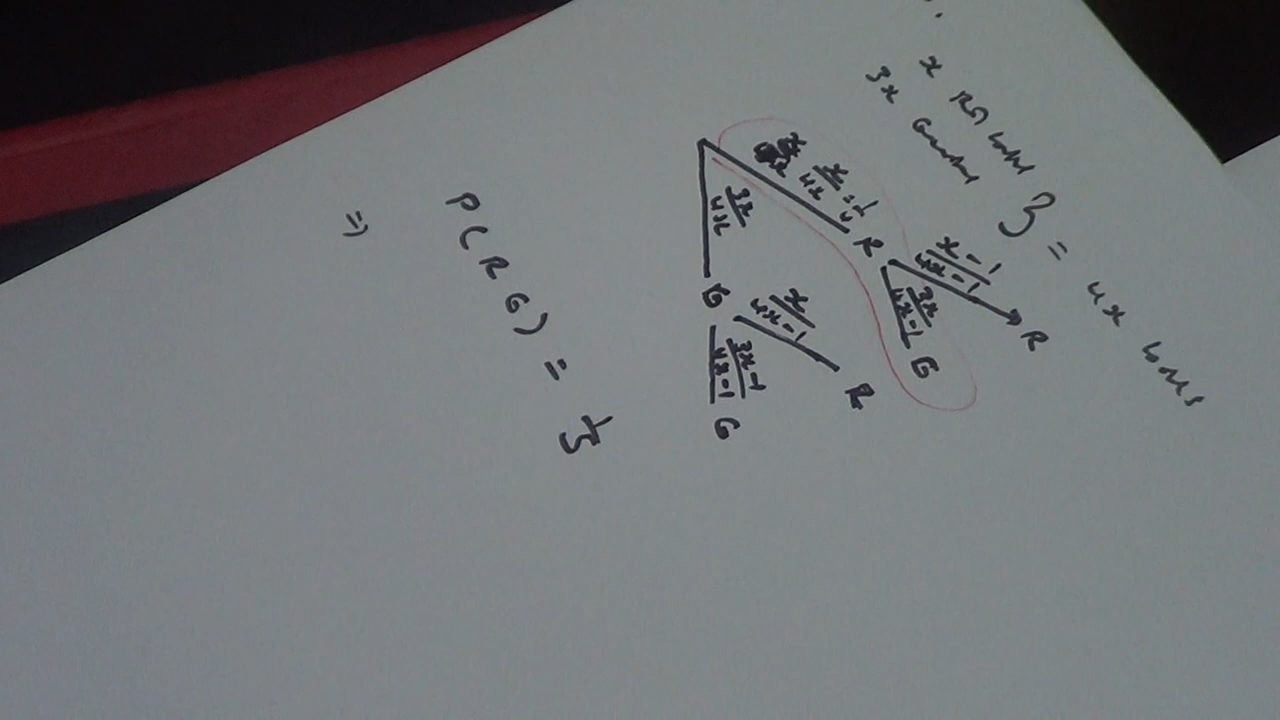 x Red balls
3x Green } = 4x balls
x/4x = 1/4
R
x-1/4x-1
R
3x/4x-1
G
3x/4x
G
x/4x-1
R
3x-1/4x-1
G
P(RG) = 1/5
=>